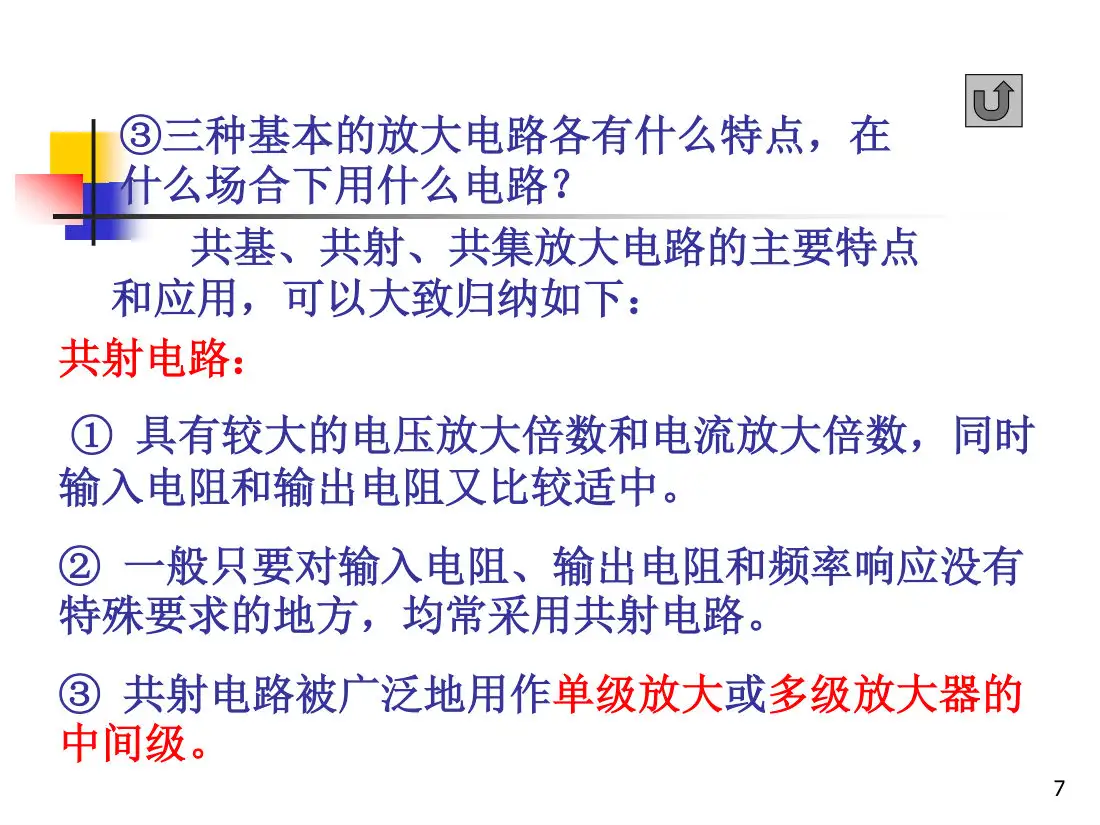 ③三种基本的放大电路各有什么特点，在
什么场合下用什么电路？
共基、共射、共集放大电路的主要特点
和应用，可以大致归纳如下：
共射电路：
① 具有较大的电压放大倍数和电流放大倍数，同时
输入电阻和输出电阻又比较适中。
② 一般只要对输入电阻、输出电阻和频率响应没有
特殊要求的地方，均常采用共射电路。
③ 共射电路被广泛地用作单级放大或多级放大器的
中间级。
7